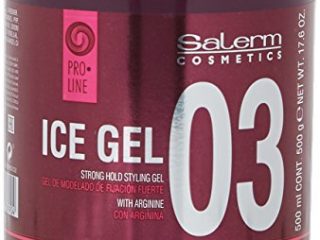 Salerm
COSMETICS
PRO·
LINE
ICE GEL
03
STRONG HOLD STYLING GEL
GEL DE MODELADO DE FIJACIÓN FUERTE
WITH ARGININE
CON ARGININA
500 ml CONT. 500 g e NET WT. 17.6 OZ.